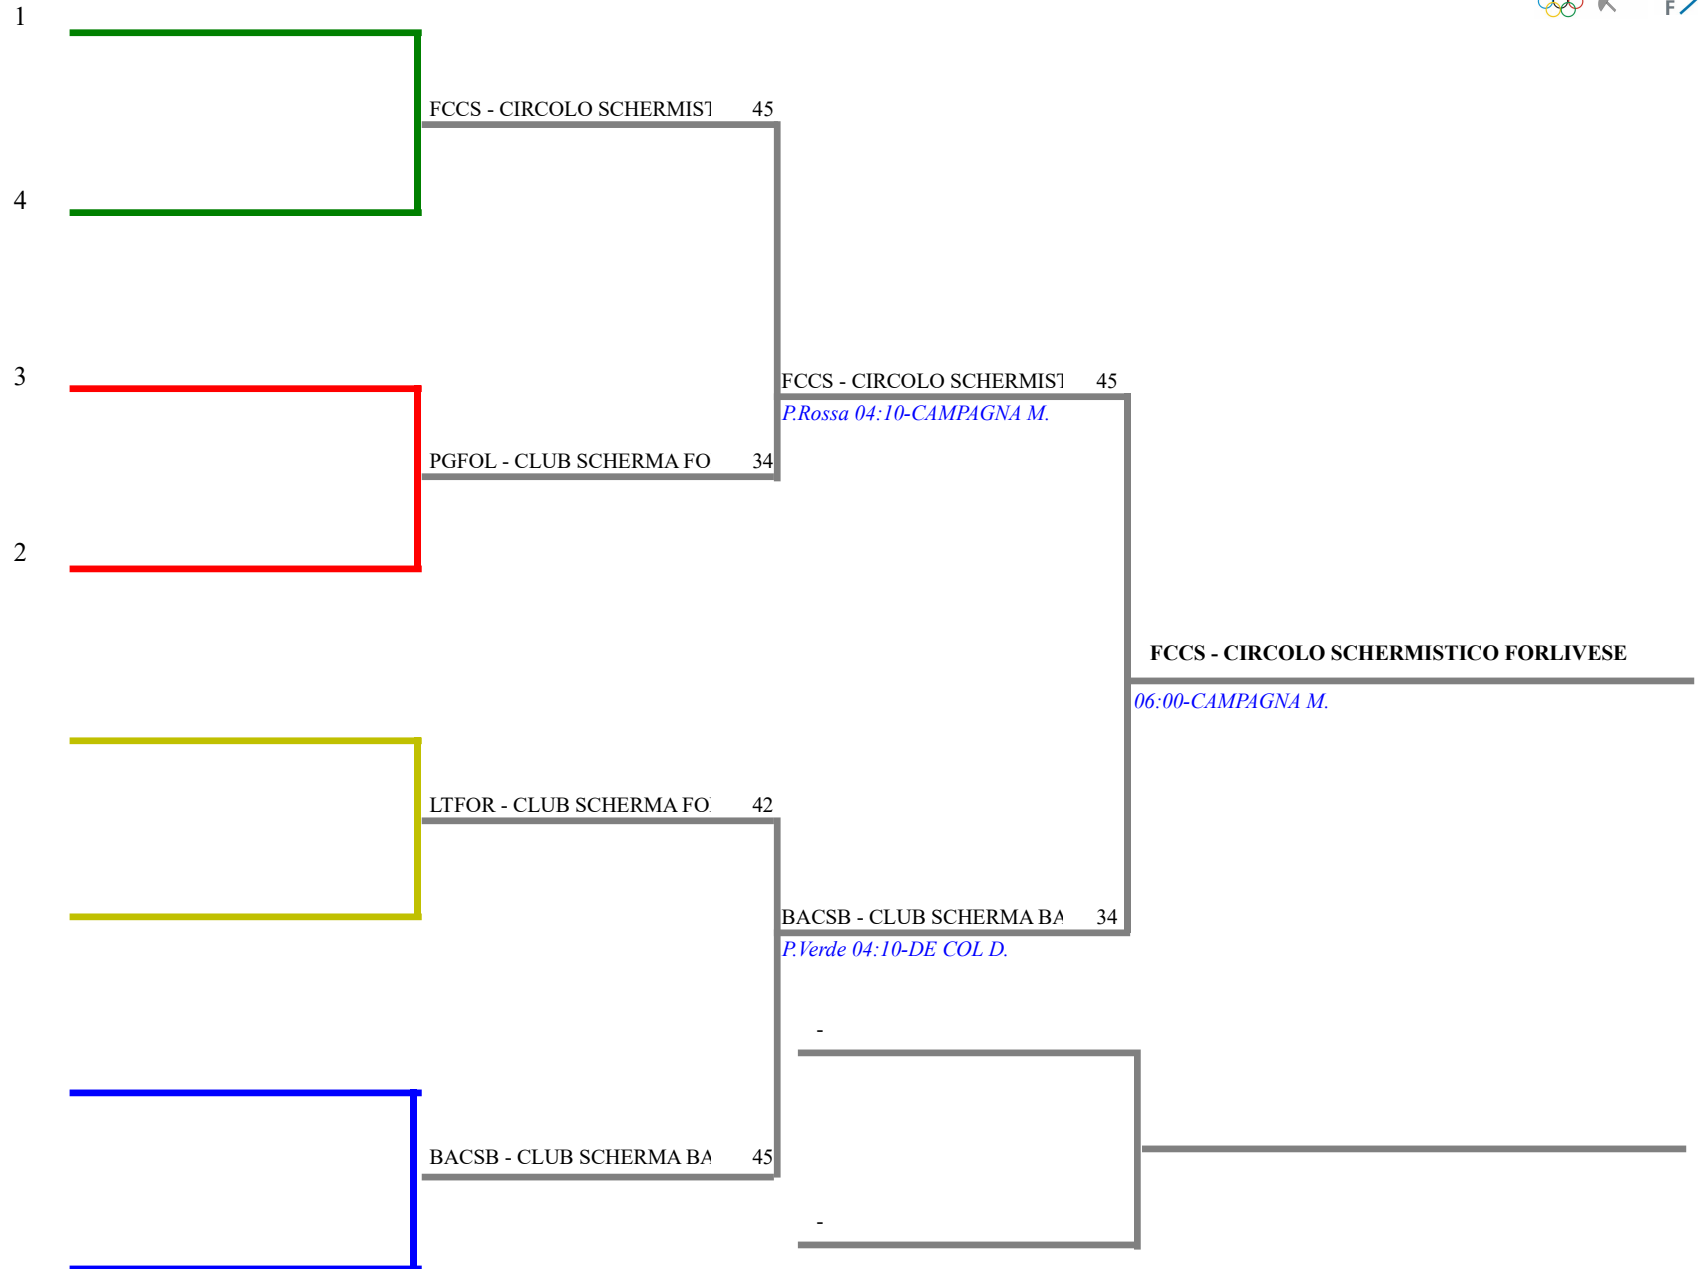 1
F
FCCS - CIRCOLO SCHERMIST 45
4
3
FCCS - CIRCOLO SCHERMIST 45
P.Rossa 04:10-CAMPAGNA M.
PGFOL - CLUB SCHERMA FO 34
2
FCCS - CIRCOLO SCHERMISTICO FORLIVESE
06:00-CAMPAGNA M.
LTFOR - CLUB SCHERMA FO 42
BACSB - CLUB SCHERMA BA 34
P.Verde 04:10-DE COL D.
-
BACSB - CLUB SCHERMA BA 45
-